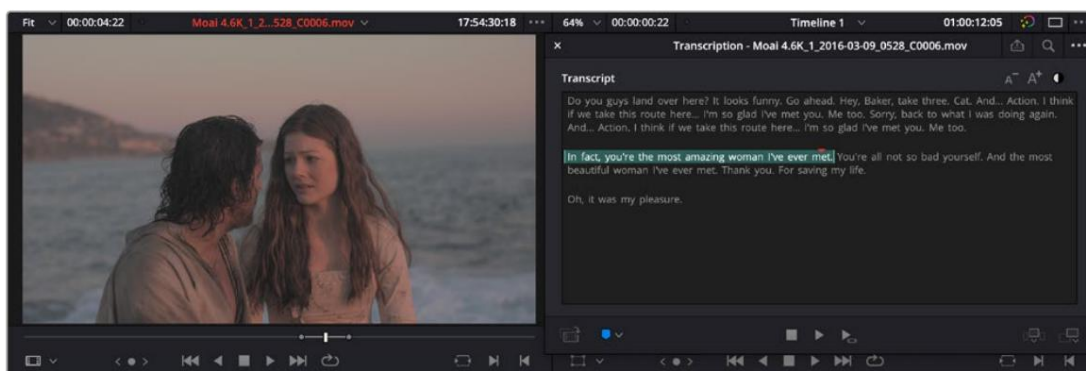 Fit 00:00:04:22 Moai 4.6K_1_2...528_C0006.mov 17:54:30:18 64% 00:00:00:22 Timeline 1 01:00:12:05
Transcription - Moai 4.6K_1_2016-03-09_0528_C0006.mov
Transcript A- A+
Do you guys land over here? It looks funny. Go ahead. Hey, Baker, take three. Cat. And... Action. I think
if we take this route here... I'm so glad I've met you. Me too. Sorry, back to what I was doing again.
And... Action. I think if we take this route here... I'm so glad I've met you. Me too.
In fact, you're the most amazing woman I've ever met. You're all not so bad yourself. And the most
beautiful woman I've ever met. Thank you. For saving my life.
Oh, it was my pleasure.